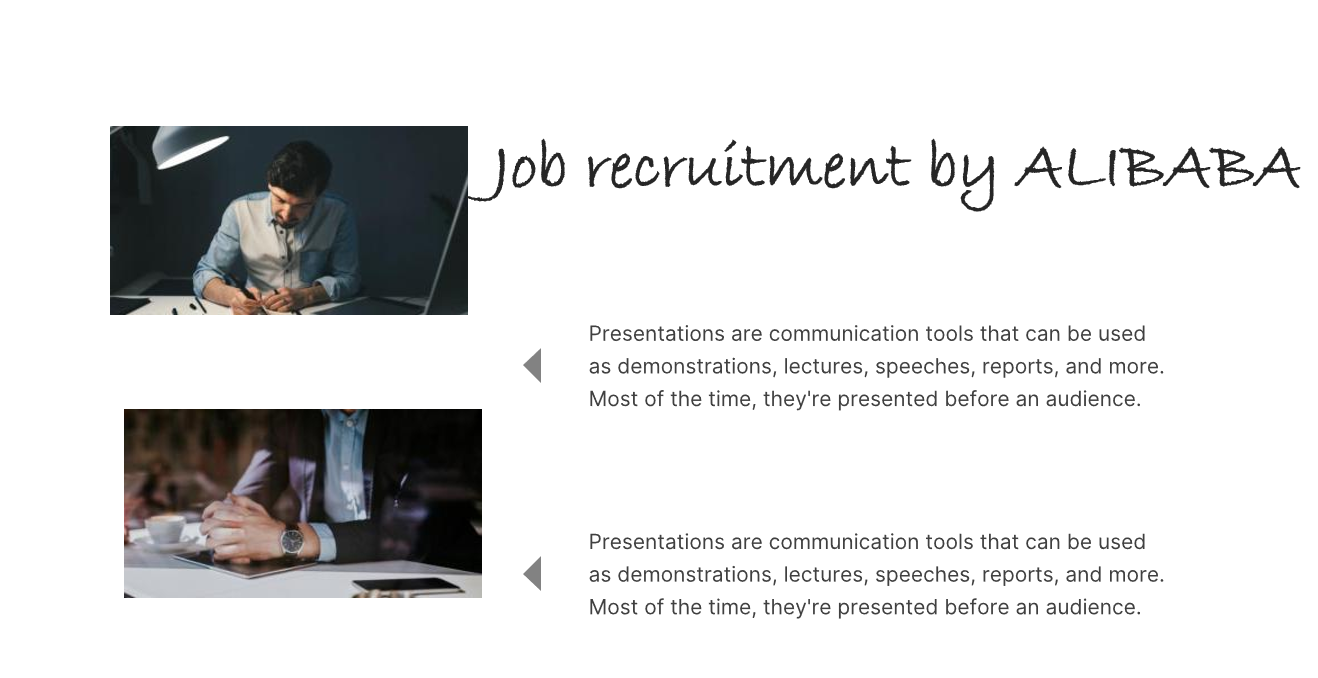 Job recruitment by ALIBABA
Presentations are communication tools that can be used
as demonstrations, lectures, speeches, reports, and more.
Most of the time, they're presented before an audience.
Presentations are communication tools that can be used
as demonstrations, lectures, speeches, reports, and more.
Most of the time, they're presented before an audience.